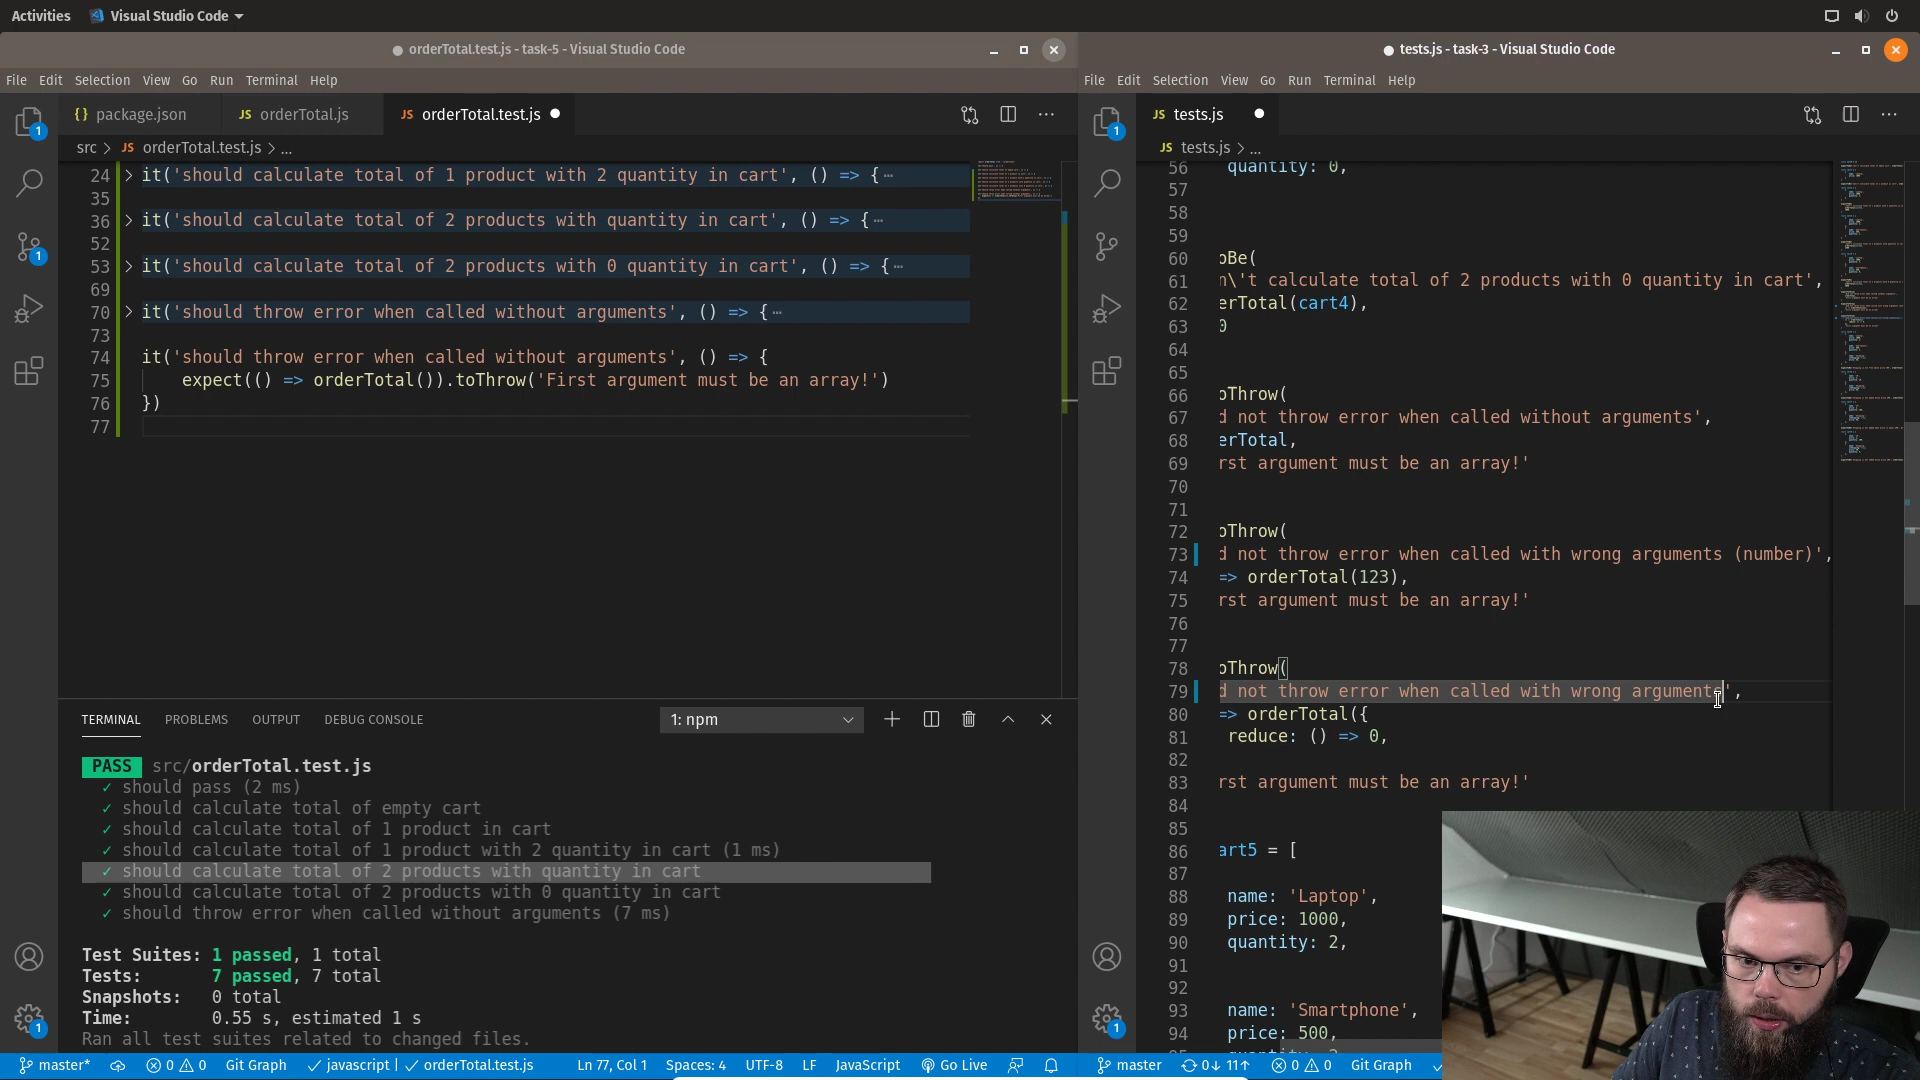 Activities
Visual Studio Code
orderTotal.test.js - task-5 - Visual Studio Code
File Edit Selection View Go Run Terminal Help
package.json
orderTotal.js
orderTotal.test.js
src > JS orderTotal.test.js > ...
24 it('should calculate total of 1 product with 2 quantity in cart', () => {…
35
36 it('should calculate total of 2 products with quantity in cart', () => {…
52
53 it('should calculate total of 2 products with 0 quantity in cart', () => {…
69
70 it('should throw error when called without arguments', () => {…
73
74 it('should throw error when called without arguments', () => {
75 expect(() => orderTotal()).toThrow('First argument must be an array!')
76 })
77
TERMINAL PROBLEMS OUTPUT DEBUG CONSOLE 1: npm
PASS src/orderTotal.test.js
✓ should pass (2 ms)
✓ should calculate total of empty cart
✓ should calculate total of 1 product in cart
✓ should calculate total of 1 product with 2 quantity in cart (1 ms)
✓ should calculate total of 2 products with quantity in cart
✓ should calculate total of 2 products with 0 quantity in cart
✓ should throw error when called without arguments (7 ms)
Test Suites: 1 passed, 1 total
Tests: 7 passed, 7 total
Snapshots: 0 total
Time: 0.55 s, estimated 1 s
Ran all test suites related to changed files.
master* 0 0 Git Graph javascript | orderTotal.test.js Ln 77, Col 1 Spaces: 4 UTF-8 LF JavaScript Go Live
tests.js - task-3 - Visual Studio Code
File Edit Selection View Go Run Terminal Help
JS tests.js
JS tests.js > ...
56 quantity: 0,
57
58
59
60 oBe(
61 n\'t calculate total of 2 products with 0 quantity in cart',
62 erTotal(cart4),
63 0
64
65
66 oThrow(
67 d not throw error when called without arguments',
68 erTotal,
69 rst argument must be an array!'
70
71
72 oThrow(
73 d not throw error when called with wrong arguments (number)',
74 => orderTotal(123),
75 rst argument must be an array!'
76
77
78 oThrow(
79 d not throw error when called with wrong arguments',
80 => orderTotal({
81 reduce: () => 0,
82
83 rst argument must be an array!'
84
85
86 art5 = [
87
88 name: 'Laptop',
89 price: 1000,
90 quantity: 2,
91
92
93 name: 'Smartphone',
94 price: 500,
master 0↓ 11↑ 0 0 Git Graph